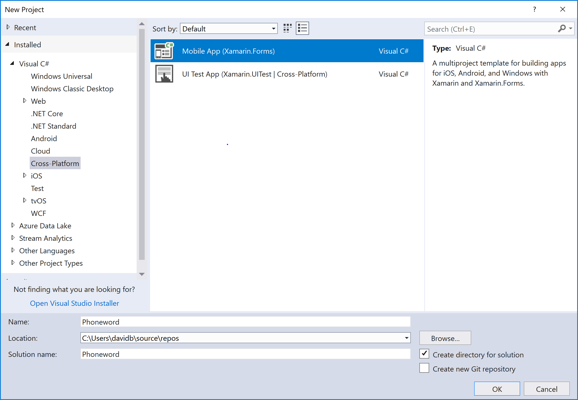 New Project
? ×
Recent
Sort by: Default
Search (Ctrl+E)
Installed
Visual C#
Windows Universal
Windows Classic Desktop
Web
.NET Core
.NET Standard
Android
Cloud
Cross-Platform
iOS
Test
tvOS
WCF
Azure Data Lake
Stream Analytics
Other Languages
Other Project Types
Not finding what you are looking for?
Open Visual Studio Installer
Mobile App (Xamarin.Forms) Visual C#
UI Test App (Xamarin.UITest | Cross-Platform) Visual C#
Type: Visual C#
A multiproject template for building apps
for iOS, Android, and Windows with
Xamarin and Xamarin.Forms.
Name: Phoneword
Location: C:\Users\davidb\source\repos
Browse...
Solution name: Phoneword
Create directory for solution
Create new Git repository
OK Cancel